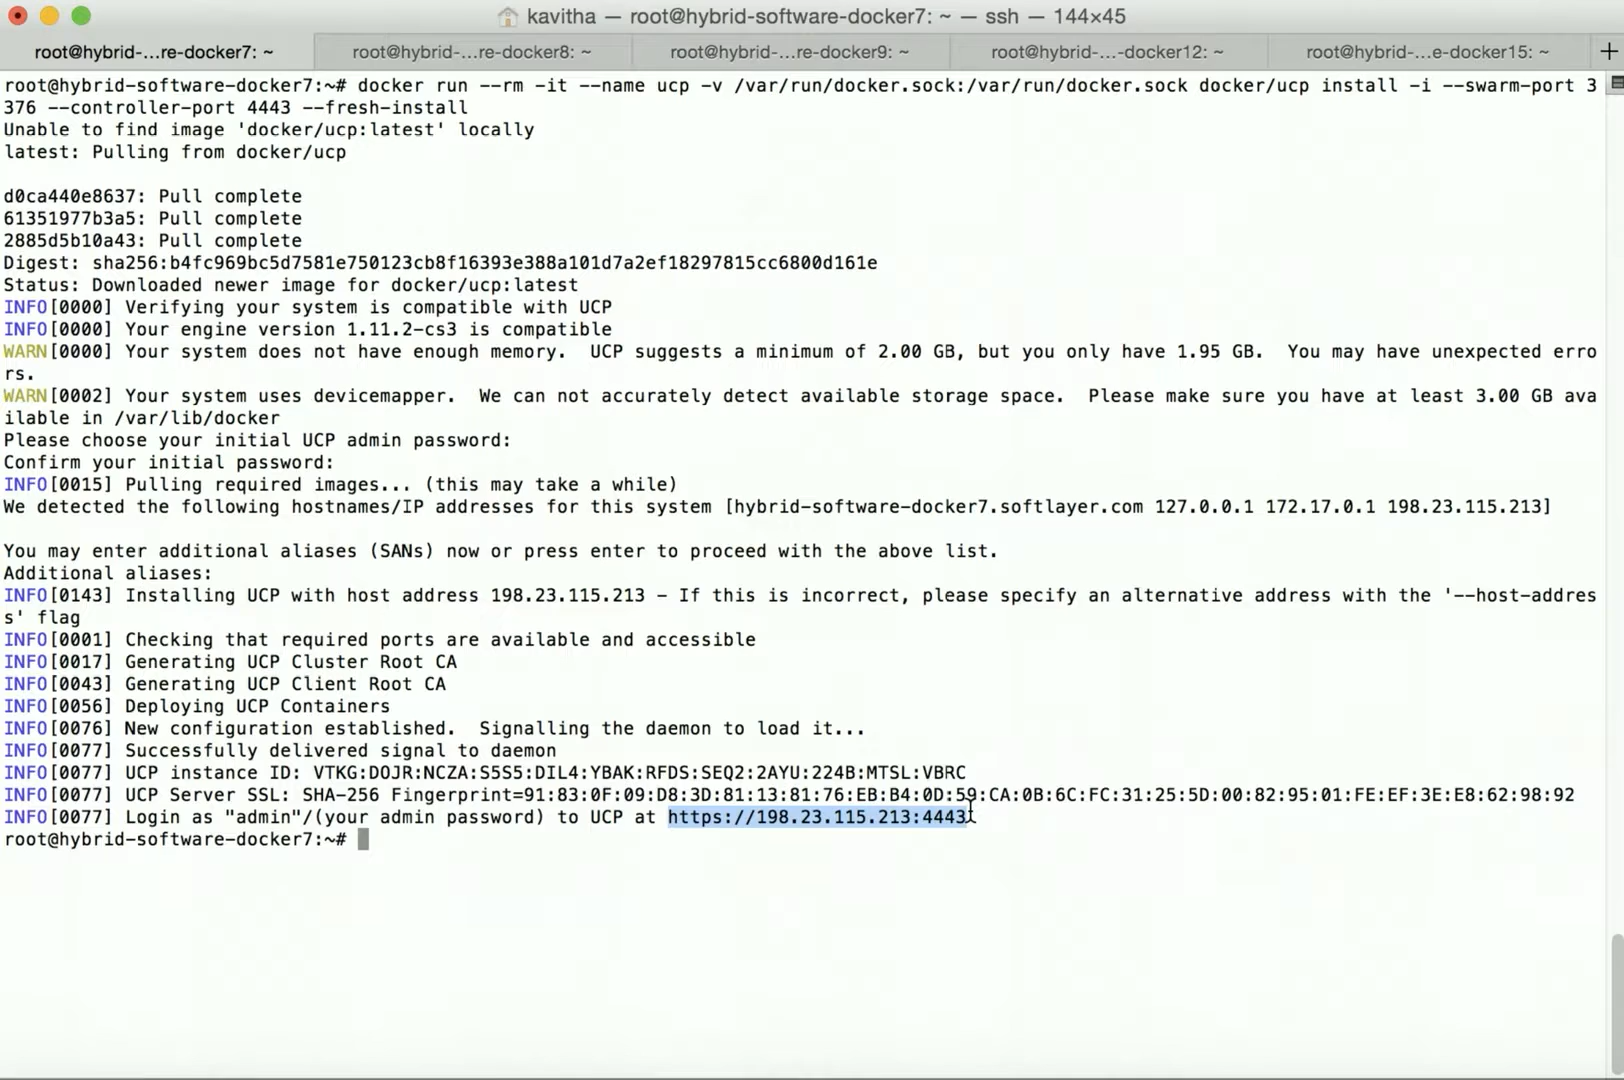 kavitha — root@hybrid-software-docker7: ~ — ssh — 144×45
root@hybrid-...re-docker7: ~ root@hybrid-...re-docker8: ~ root@hybrid-...re-docker9: ~ root@hybrid-...-docker12: ~ root@hybrid-...e-docker15: ~ +
root@hybrid-software-docker7:~# docker run --rm -it --name ucp -v /var/run/docker.sock:/var/run/docker.sock docker/ucp install -i --swarm-port 3
376 --controller-port 4443 --fresh-install
Unable to find image 'docker/ucp:latest' locally
latest: Pulling from docker/ucp
d0ca440e8637: Pull complete
61351977b3a5: Pull complete
2885d5b10a43: Pull complete
Digest: sha256:b4fc969bc5d7581e750123cb8f16393e388a101d7a2ef18297815cc6800d161e
Status: Downloaded newer image for docker/ucp:latest
INFO[0000] Verifying your system is compatible with UCP
INFO[0000] Your engine version 1.11.2-cs3 is compatible
WARN[0000] Your system does not have enough memory.  UCP suggests a minimum of 2.00 GB, but you only have 1.95 GB.  You may have unexpected erro
rs.
WARN[0002] Your system uses devicemapper.  We can not accurately detect available storage space.  Please make sure you have at least 3.00 GB ava
ilable in /var/lib/docker
Please choose your initial UCP admin password:
Confirm your initial password:
INFO[0015] Pulling required images... (this may take a while)
We detected the following hostnames/IP addresses for this system [hybrid-software-docker7.softlayer.com 127.0.0.1 172.17.0.1 198.23.115.213]
You may enter additional aliases (SANs) now or press enter to proceed with the above list.
Additional aliases:
INFO[0143] Installing UCP with host address 198.23.115.213 - If this is incorrect, please specify an alternative address with the '--host-addres
s' flag
INFO[0001] Checking that required ports are available and accessible
INFO[0017] Generating UCP Cluster Root CA
INFO[0043] Generating UCP Client Root CA
INFO[0056] Deploying UCP Containers
INFO[0076] New configuration established.  Signalling the daemon to load it...
INFO[0077] Successfully delivered signal to daemon
INFO[0077] UCP instance ID: VTKG:DOJR:NCZA:S5S5:DIL4:YBAK:RFDS:SEQ2:2AYU:224B:MTSL:VBRC
INFO[0077] UCP Server SSL: SHA-256 Fingerprint=91:83:0F:09:D8:3D:81:13:81:76:EB:B4:0D:59:CA:0B:6C:FC:31:25:5D:00:82:95:01:FE:EF:3E:E8:62:98:92
INFO[0077] Login as "admin"/(your admin password) to UCP at https://198.23.115.213:4443
root@hybrid-software-docker7:~#